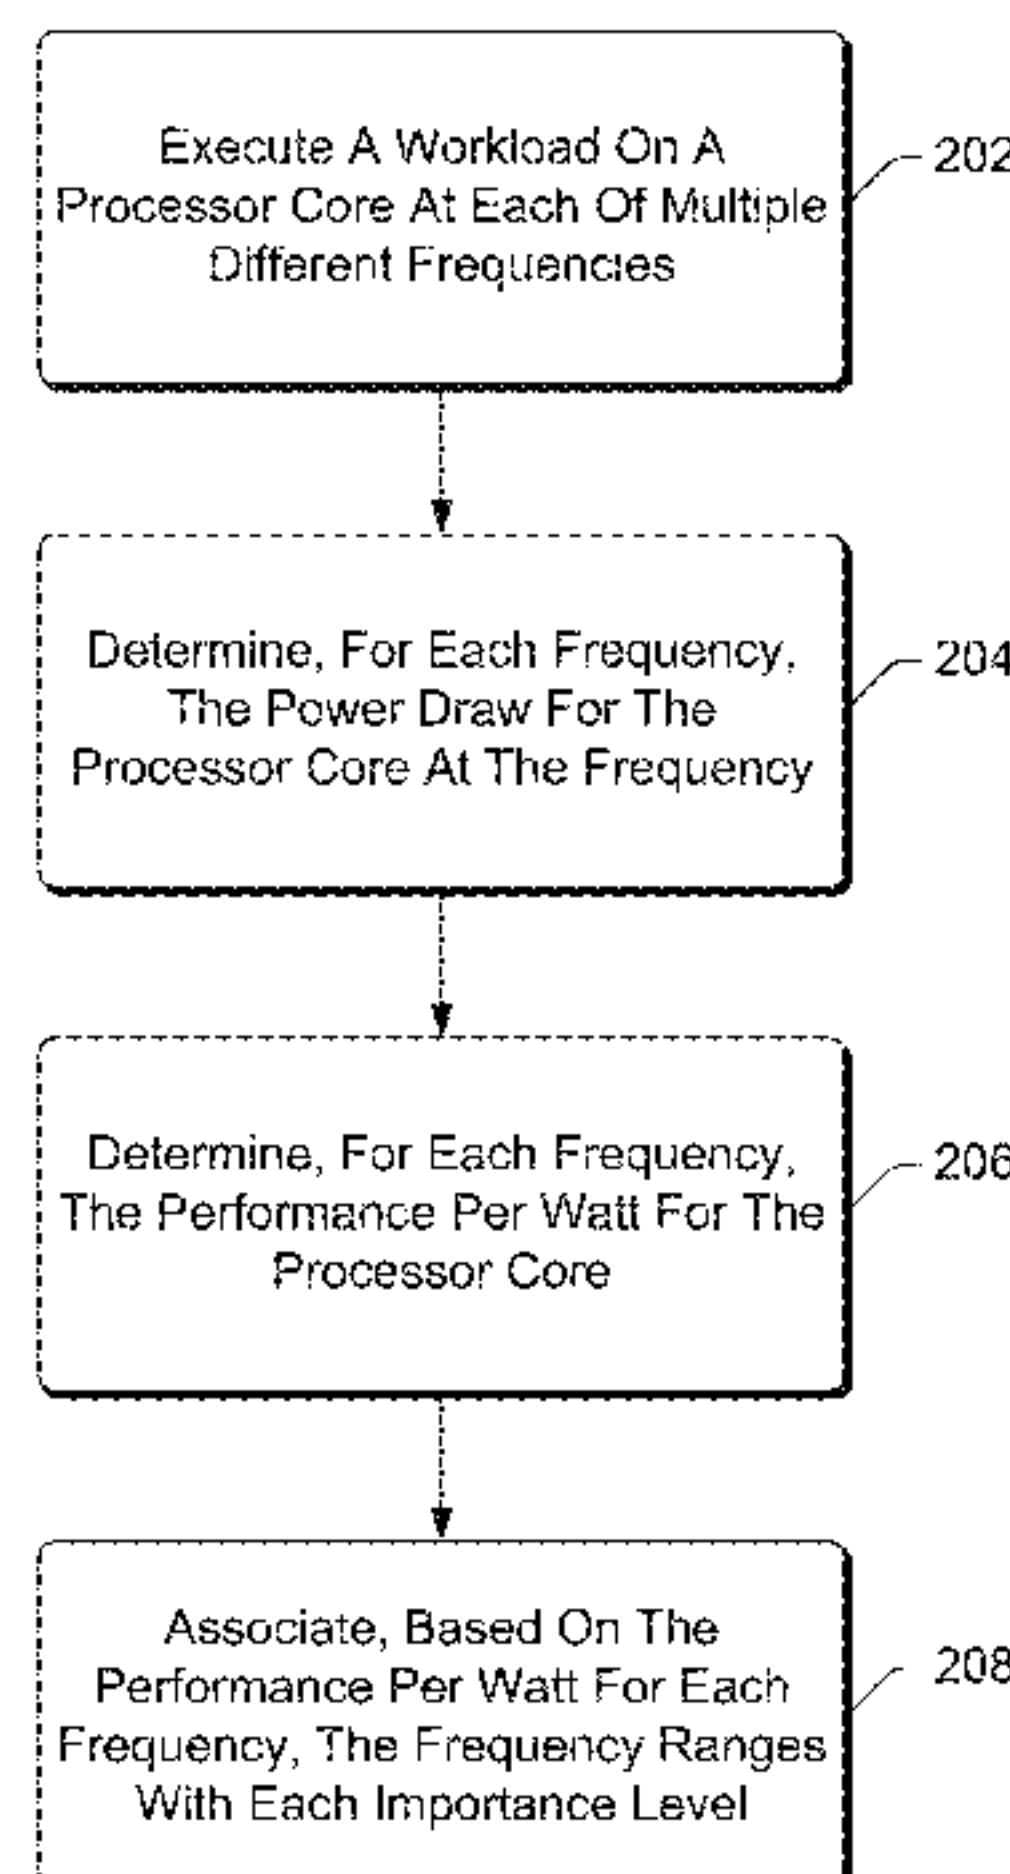 Execute A Workload On A
Processor Core At Each Of Multiple
Different Frequencies
202
Determine, For Each Frequency,
The Power Draw For The
Processor Core At The Frequency
204
Determine, For Each Frequency,
The Performance Per Watt For The
Processor Core
206
Associate, Based On The
Performance Per Watt For Each
Frequency, The Frequency Ranges
With Each Importance Level
208